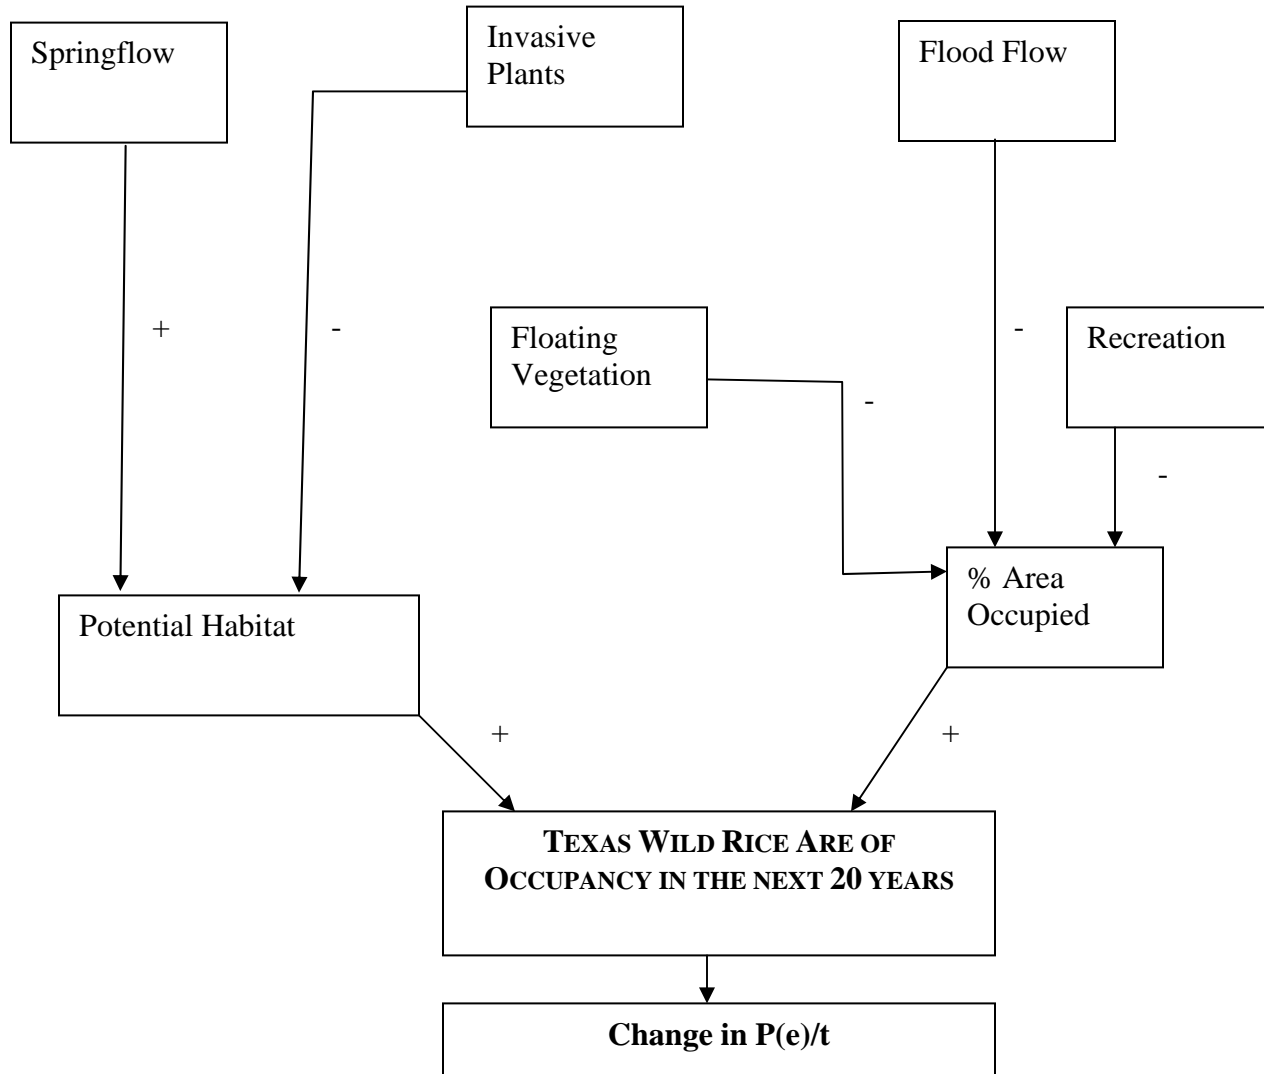 Springflow
Invasive
Plants
Flood Flow
+
-
Floating
Vegetation
-
Recreation
-
-
% Area
Occupied
Potential Habitat
+
+
TEXAS WILD RICE ARE OF
OCCUPANCY IN THE NEXT 20 YEARS
Change in P(e)/t